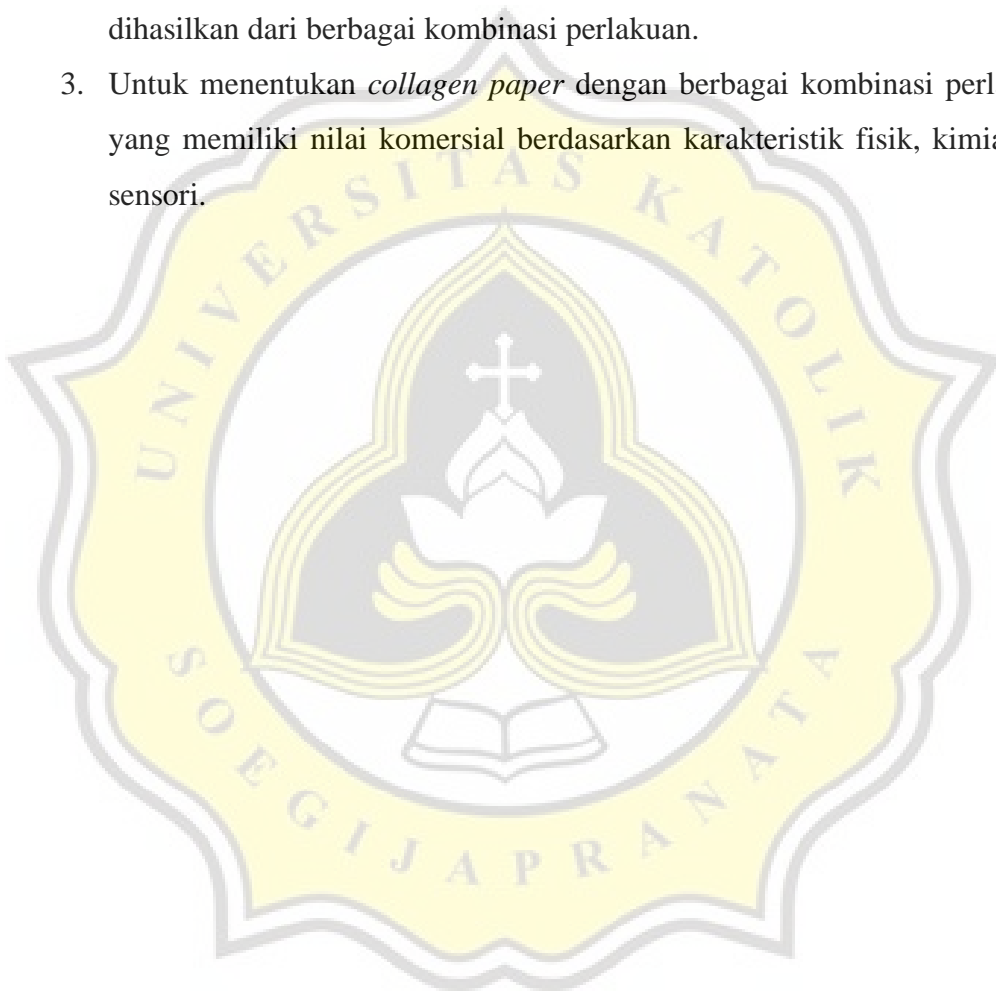 dihasilkan dari berbagai kombinasi perlakuan.
3. Untuk menentukan collagen paper dengan berbagai kombinasi perl
yang memiliki nilai komersial berdasarkan karakteristik fisik, kimia
sensori.
UNIVERSITAS KATOLIK
SOEGIJAPRANATA